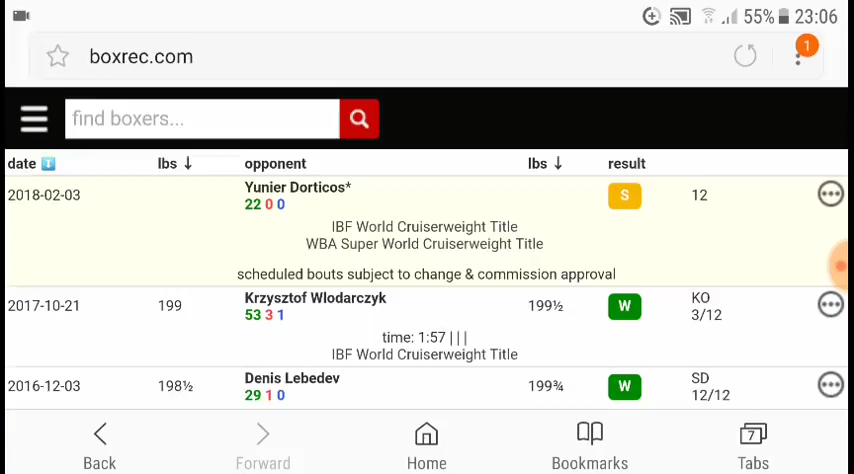 55% 23:06
boxrec.com
1
find boxers...
date lbs ↓ opponent lbs ↓ result
2018-02-03 Yunier Dorticos* S 12
22 0 0
IBF World Cruiserweight Title
WBA Super World Cruiserweight Title
scheduled bouts subject to change & commission approval
2017-10-21 199 Krzysztof Wlodarczyk 199½ W KO
53 3 1 3/12
time: 1:57 | | |
IBF World Cruiserweight Title
2016-12-03 198½ Denis Lebedev 199¾ W SD
29 1 0 12/12
7
Back Forward Home Bookmarks Tabs